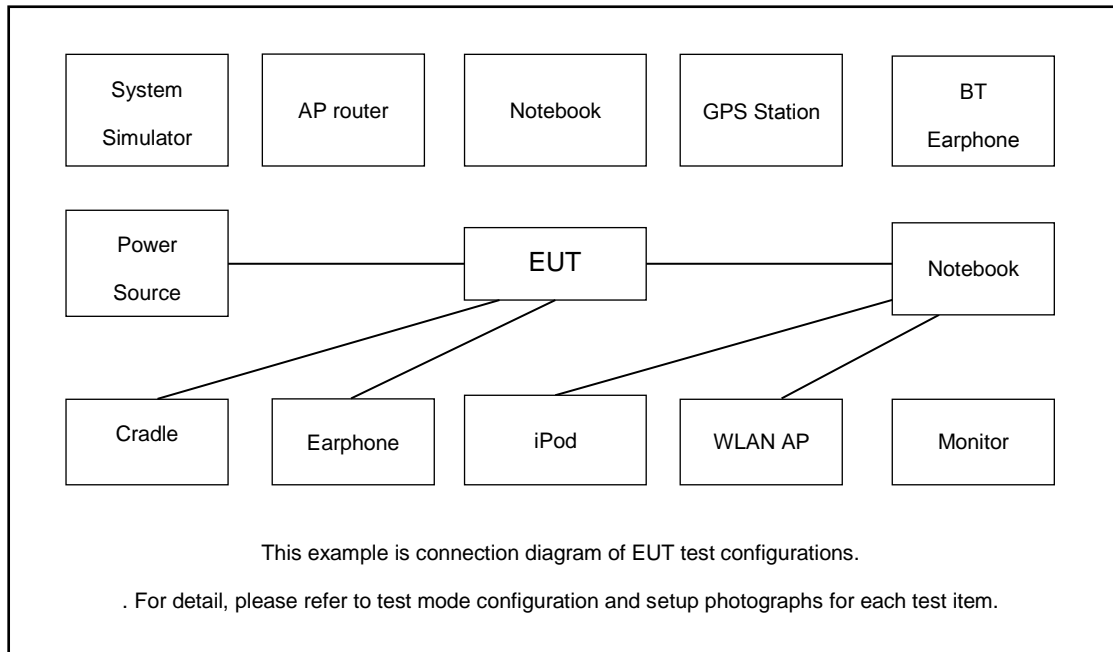 System
Simulator
AP router
Notebook
GPS Station
BT
Earphone
Power
Source
EUT
Notebook
Cradle
Earphone
iPod
WLAN AP
Monitor
This example is connection diagram of EUT test configurations.
. For detail, please refer to test mode configuration and setup photographs for each test item.